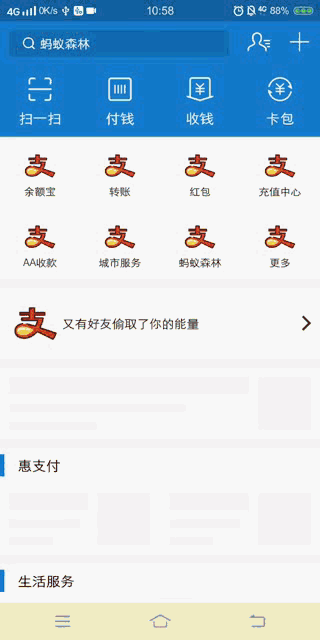 4G 0K/s 10:58 4G 88%
蚂蚁森林
扫一扫 付钱 收钱 卡包
支 支 支 支
余额宝 转账 红包 充值中心
支 支 支 支
AA收款 城市服务 蚂蚁森林 更多
支 又有好友偷取了你的能量
惠支付
生活服务